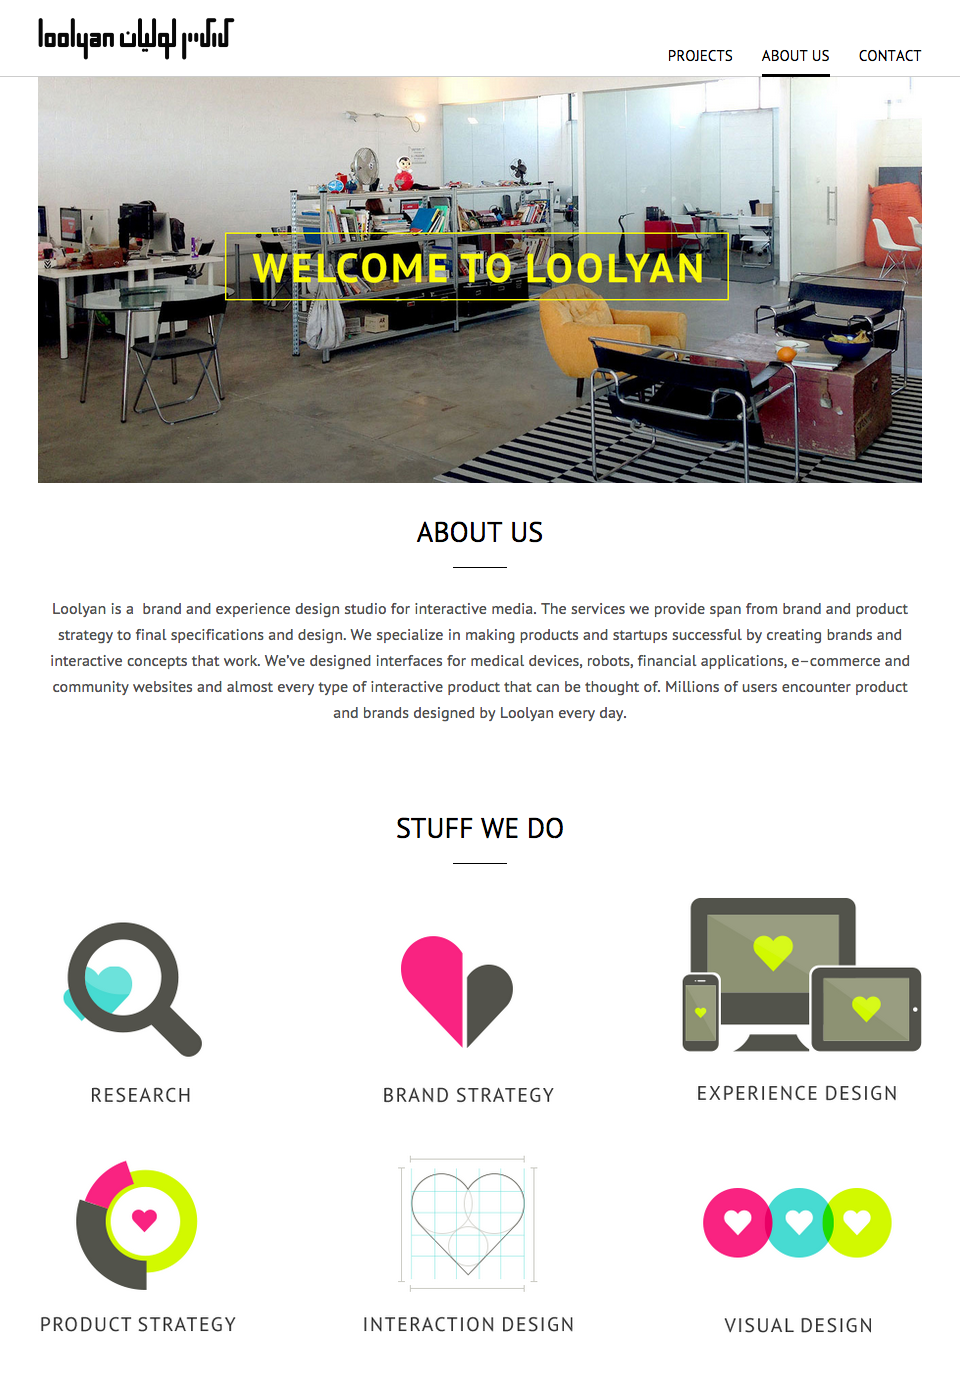 loolyan لوليان
PROJECTS ABOUT US CONTACT
WELCOME TO LOOLYAN
ABOUT US
Loolyan is a  brand and experience design studio for interactive media. The services we provide span from brand and product
strategy to final specifications and design. We specialize in making products and startups successful by creating brands and
interactive concepts that work. We've designed interfaces for medical devices, robots, financial applications, e–commerce and
community websites and almost every type of interactive product that can be thought of. Millions of users encounter product
and brands designed by Loolyan every day.
STUFF WE DO
RESEARCH
BRAND STRATEGY
EXPERIENCE DESIGN
PRODUCT STRATEGY
INTERACTION DESIGN
VISUAL DESIGN